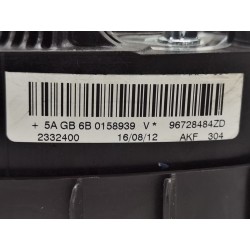 + 5A GB 6B 0158939 V* 96728484ZD
2332400 16/08/12 AKF 304